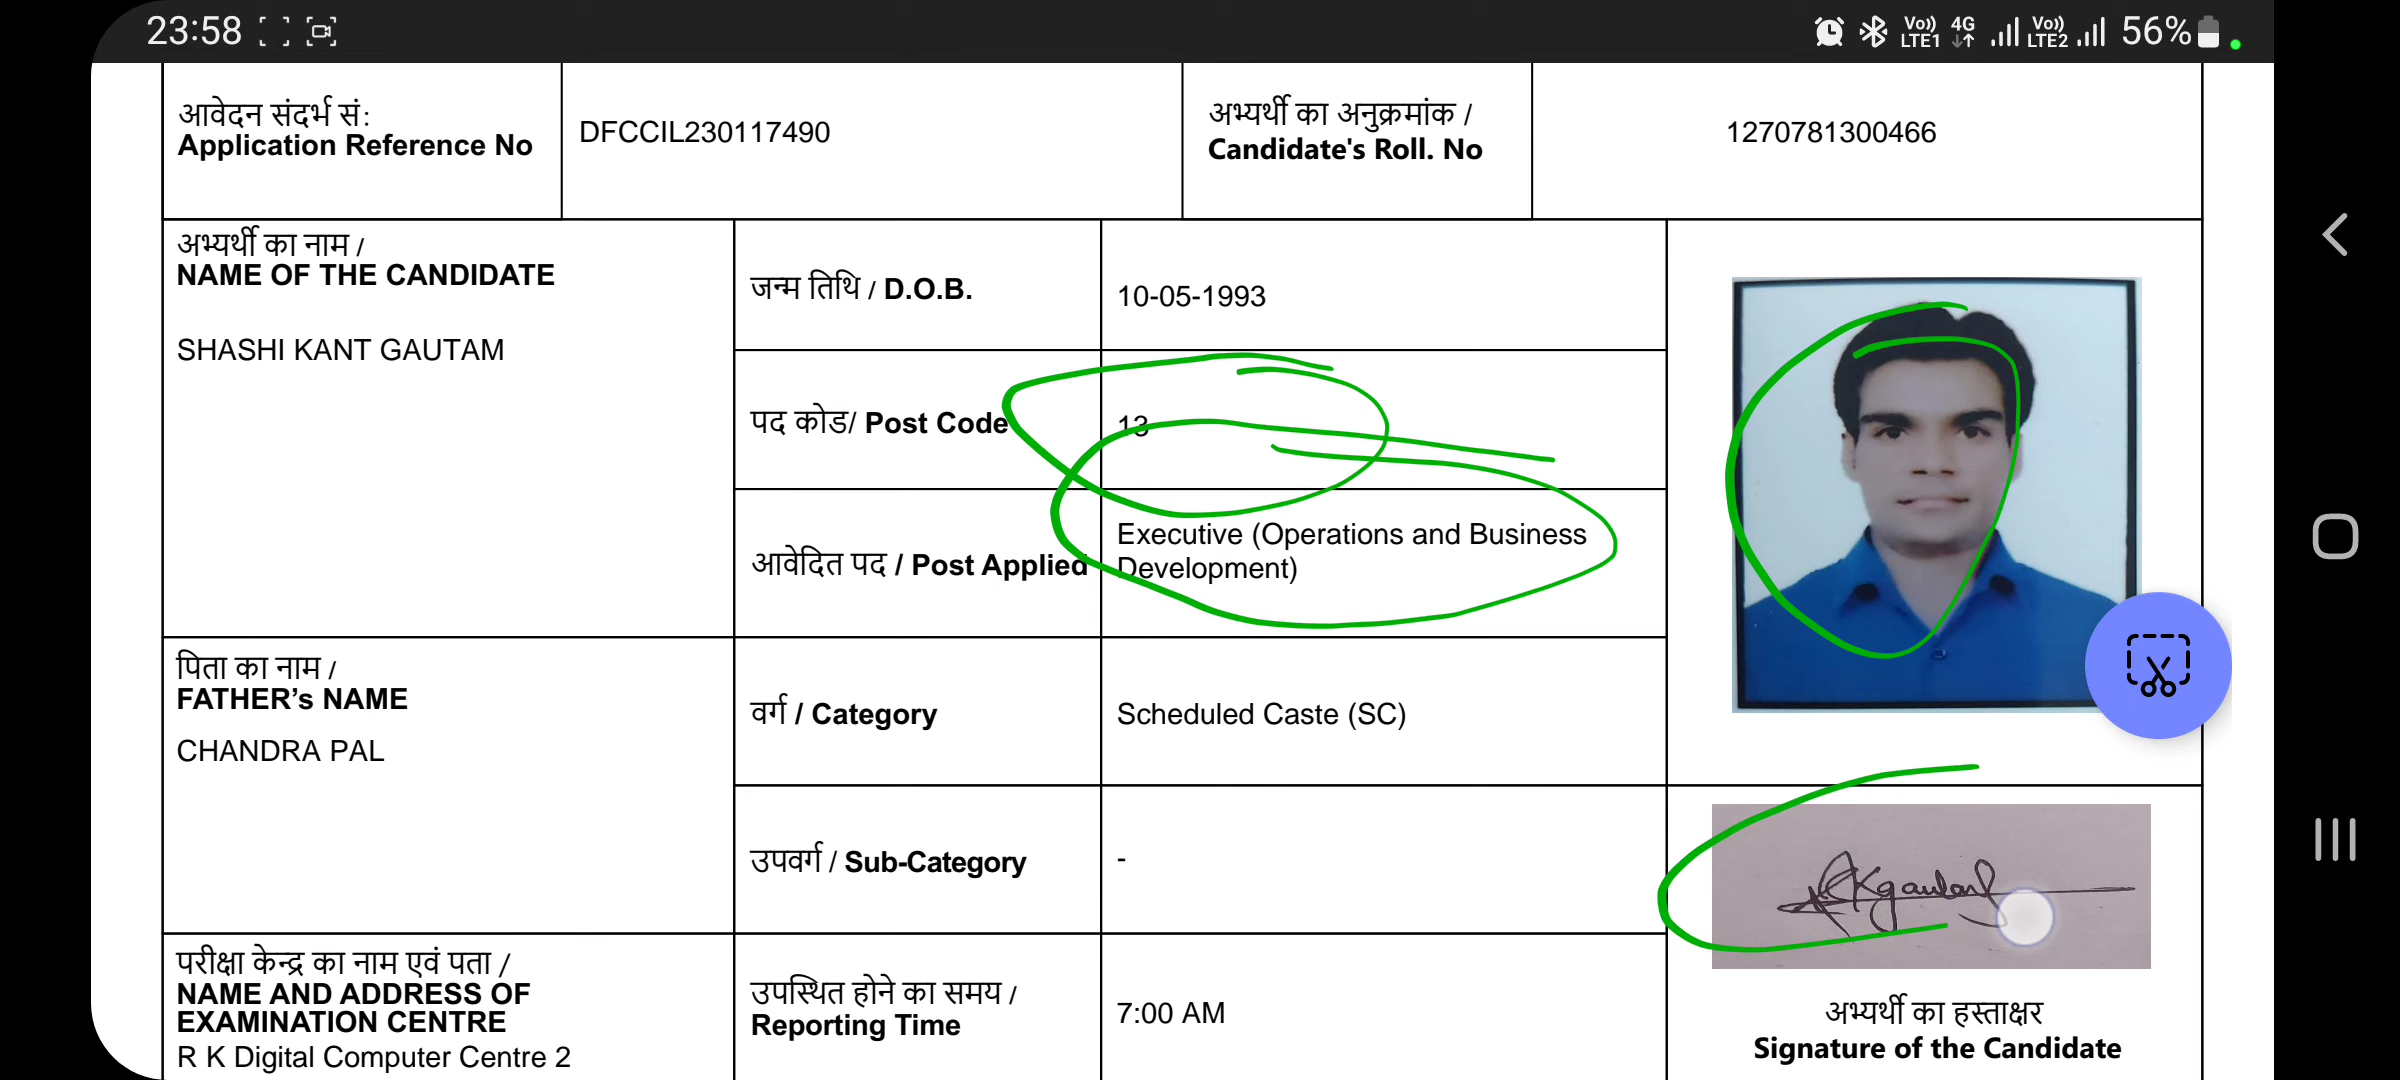 23:58
Vo)) LTE1 4G Vo)) LTE2 56%
आवेदन संदर्भ सं:
Application Reference No
DFCCIL230117490
अभ्यर्थी का अनुक्रमांक /
Candidate's Roll. No
1270781300466
अभ्यर्थी का नाम /
NAME OF THE CANDIDATE
SHASHI KANT GAUTAM
जन्म तिथि / D.O.B.
10-05-1993
पद कोड/ Post Code
13
आवेदित पद / Post Applied
Executive (Operations and Business
Development)
पिता का नाम /
FATHER’s NAME
CHANDRA PAL
वर्ग / Category
Scheduled Caste (SC)
उपवर्ग / Sub-Category
-
परीक्षा केन्द्र का नाम एवं पता /
NAME AND ADDRESS OF
EXAMINATION CENTRE
R K Digital Computer Centre 2
उपस्थित होने का समय /
Reporting Time
7:00 AM
अभ्यर्थी का हस्ताक्षर
Signature of the Candidate